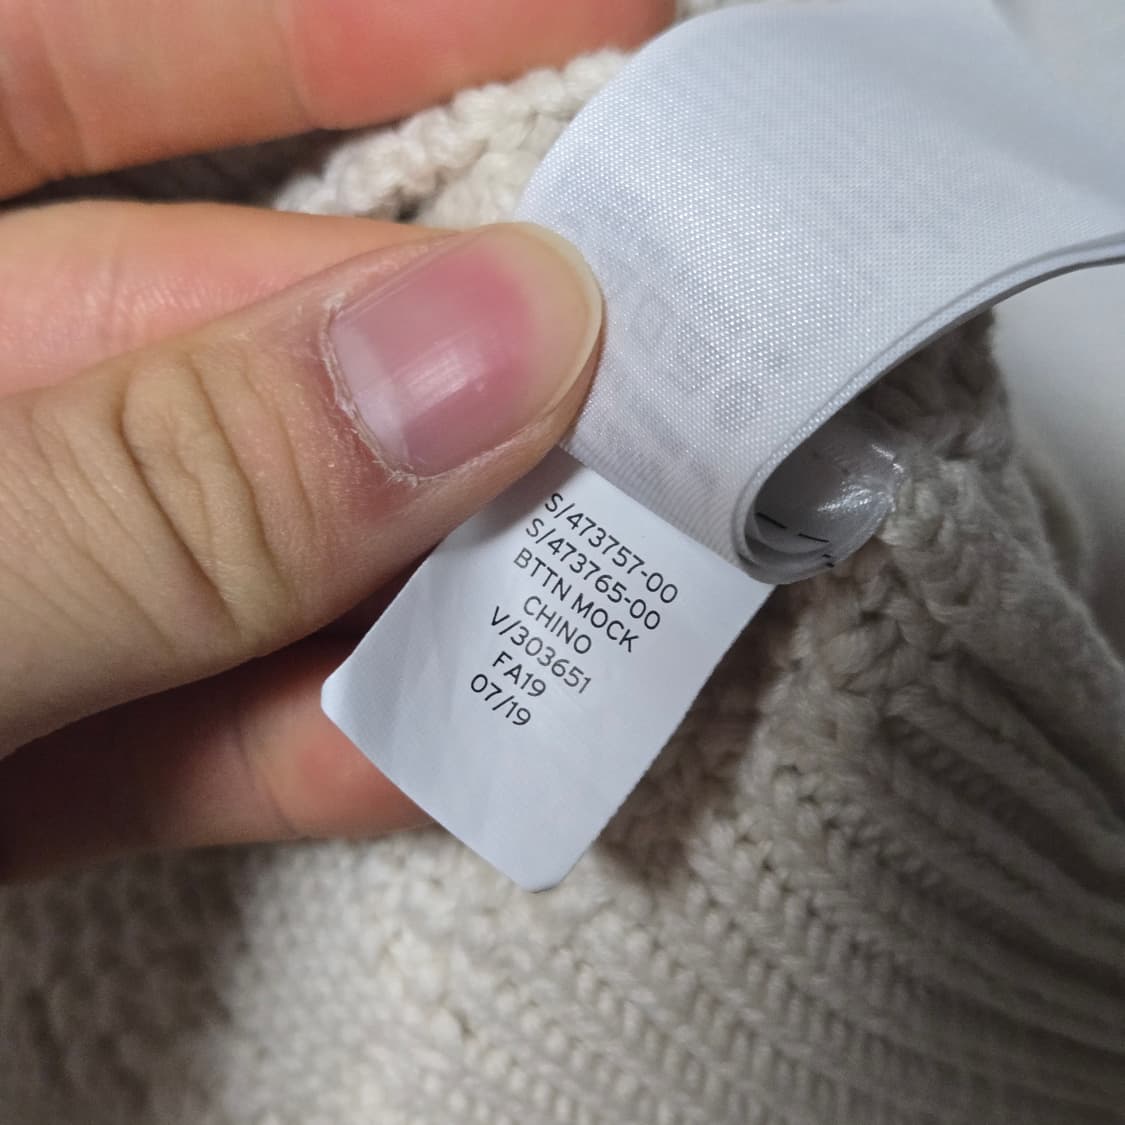 S/473757-00
S/473765-00
BTTN MOCK
CHINO
V/303651
FA19
07/19